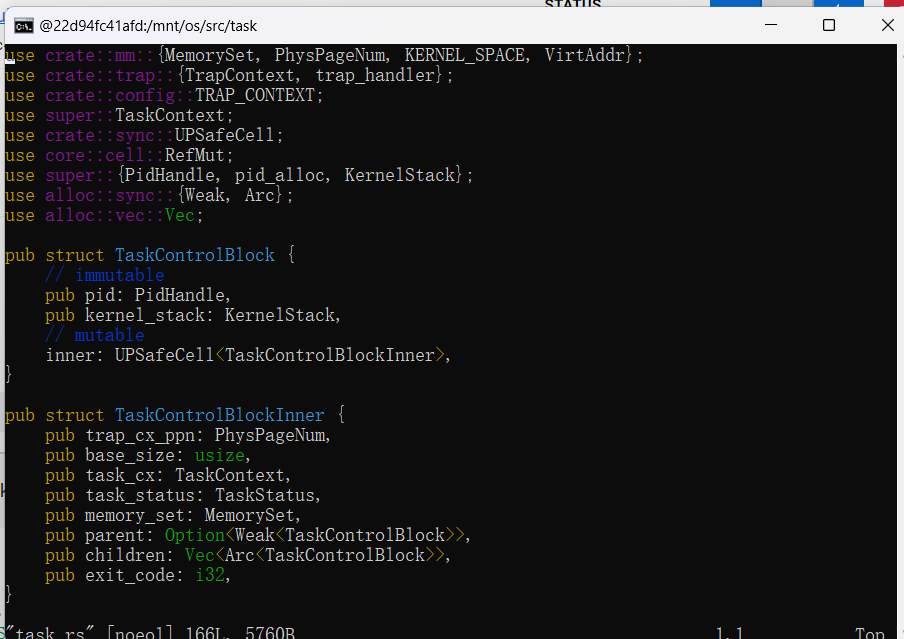 STATUS
@22d94fc41afd:/mnt/os/src/task
use crate::mm::{MemorySet, PhysPageNum, KERNEL_SPACE, VirtAddr};
use crate::trap::{TrapContext, trap_handler};
use crate::config::TRAP_CONTEXT;
use super::TaskContext;
use crate::sync::UPSafeCell;
use core::cell::RefMut;
use super::{PidHandle, pid_alloc, KernelStack};
use alloc::sync::{Weak, Arc};
use alloc::vec::Vec;
pub struct TaskControlBlock {
    // immutable
    pub pid: PidHandle,
    pub kernel_stack: KernelStack,
    // mutable
    inner: UPSafeCell<TaskControlBlockInner>,
}
pub struct TaskControlBlockInner {
    pub trap_cx_ppn: PhysPageNum,
    pub base_size: usize,
    pub task_cx: TaskContext,
    pub task_status: TaskStatus,
    pub memory_set: MemorySet,
    pub parent: Option<Weak<TaskControlBlock>>,
    pub children: Vec<Arc<TaskControlBlock>>,
    pub exit_code: i32,
}
"task.rs" [noeol] 166L, 5760B 1,1 Top